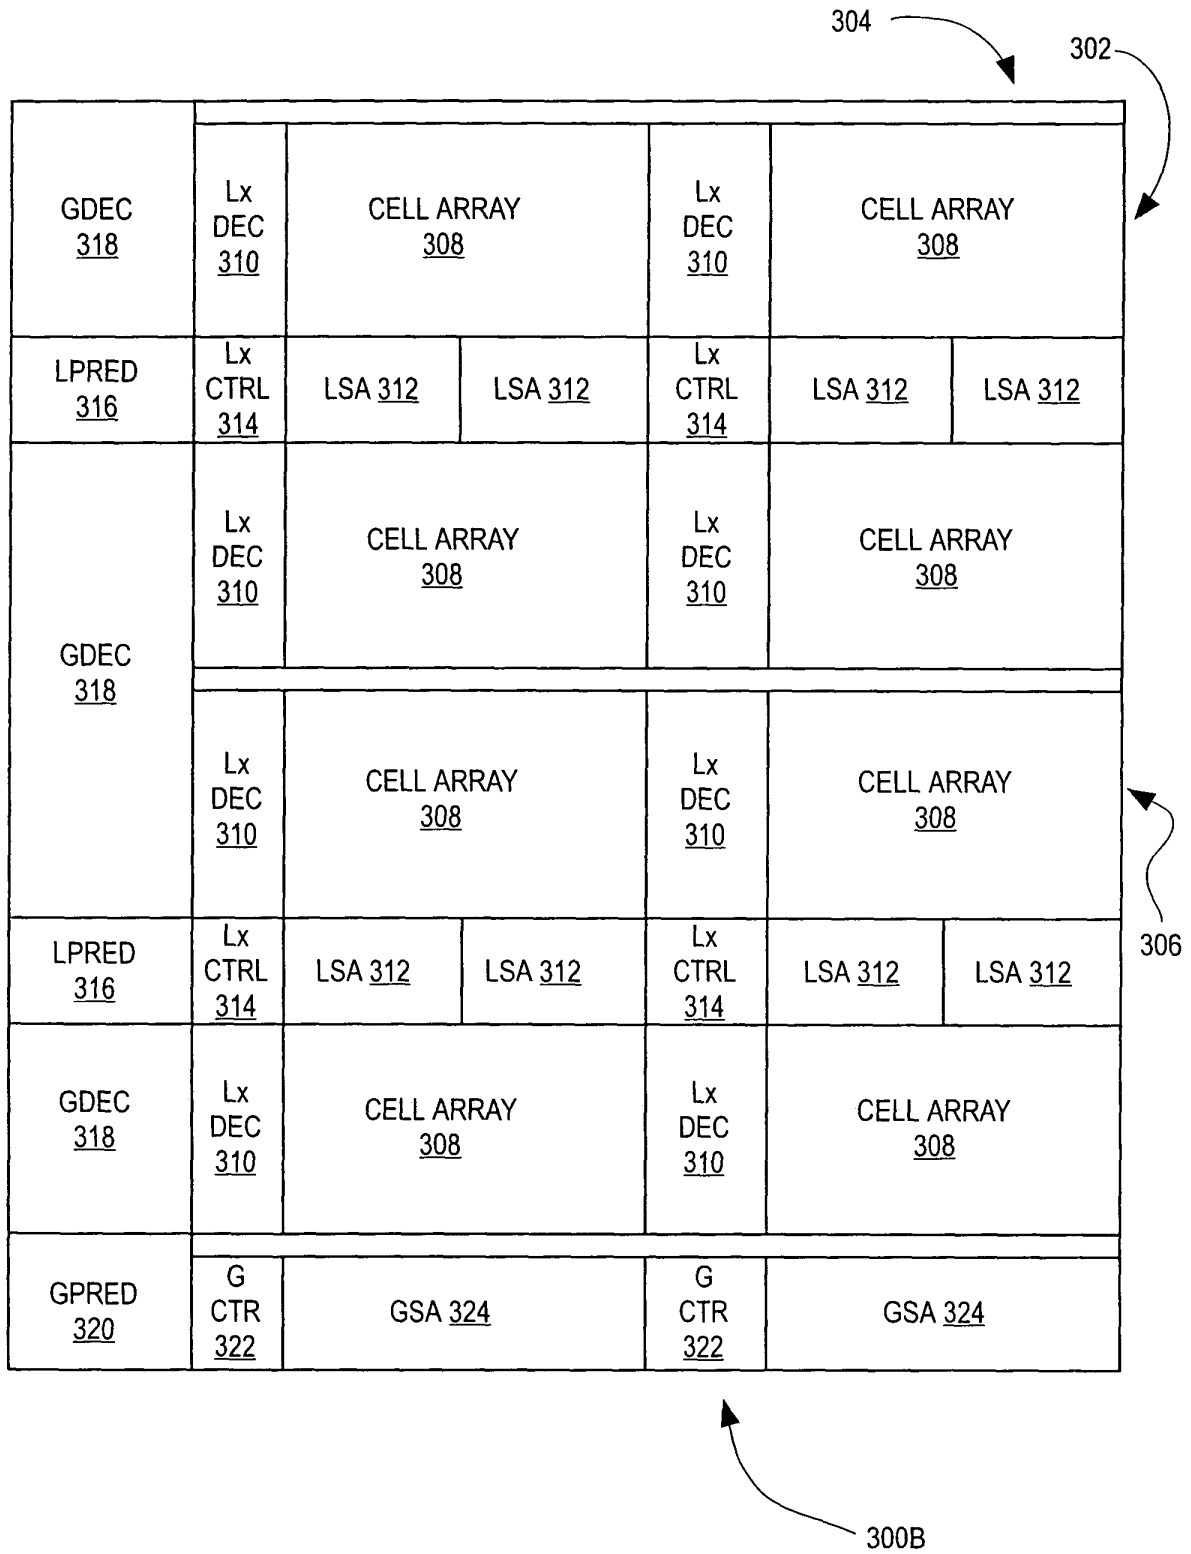 304
302
GDEC
318
Lx
DEC
310
CELL ARRAY
308
Lx
DEC
310
CELL ARRAY
308
LPRED
316
Lx
CTRL
314
LSA 312
LSA 312
Lx
CTRL
314
LSA 312
LSA 312
GDEC
318
Lx
DEC
310
CELL ARRAY
308
Lx
DEC
310
CELL ARRAY
308
Lx
DEC
310
CELL ARRAY
308
Lx
DEC
310
CELL ARRAY
308
306
LPRED
316
Lx
CTRL
314
LSA 312
LSA 312
Lx
CTRL
314
LSA 312
LSA 312
GDEC
318
Lx
DEC
310
CELL ARRAY
308
Lx
DEC
310
CELL ARRAY
308
GPRED
320
G
CTR
322
GSA 324
G
CTR
322
GSA 324
300B